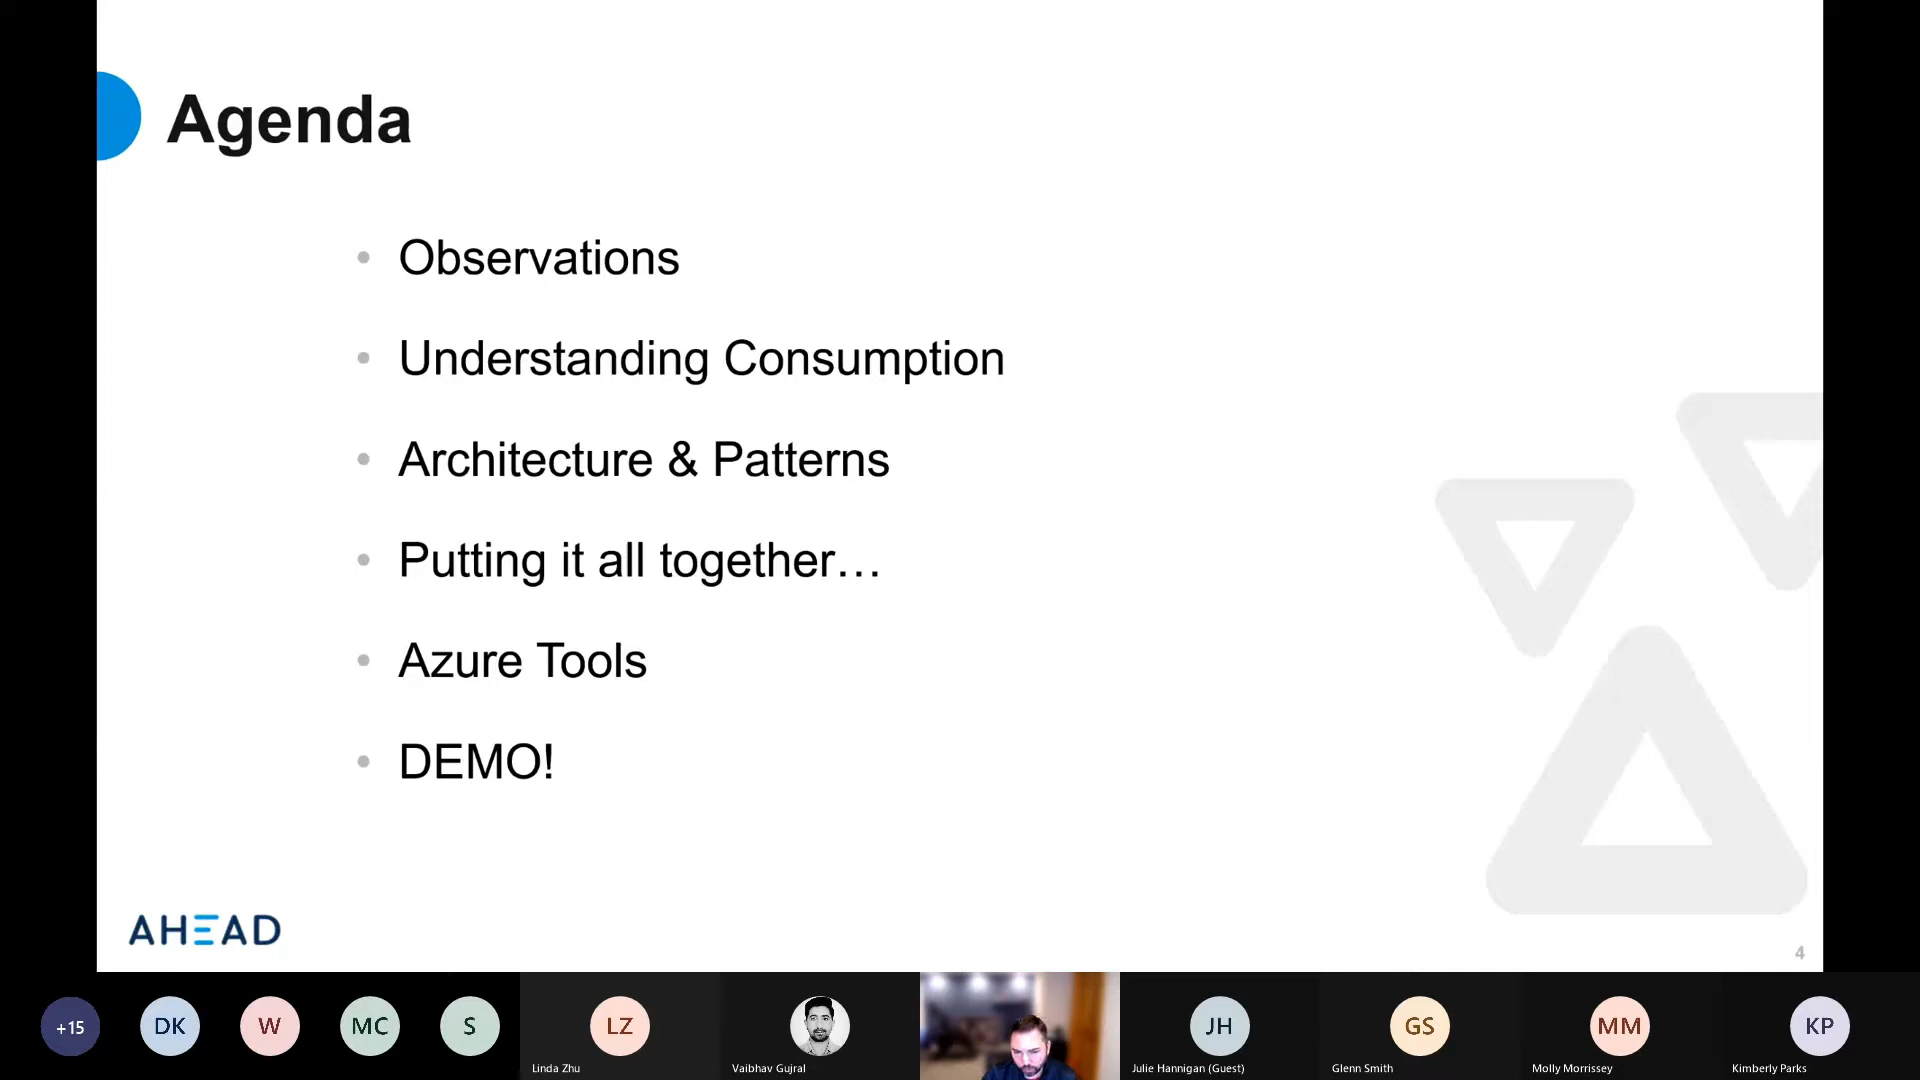 Agenda
• Observations
• Understanding Consumption
• Architecture & Patterns
• Putting it all together…
• Azure Tools
• DEMO!
AHEAD
4
+15
DK
W
MC
S
LZ
JH
GS
MM
KP
Linda Zhu
Vaibhav Gujral
Julie Hannigan (Guest)
Glenn Smith
Molly Morrissey
Kimberly Parks